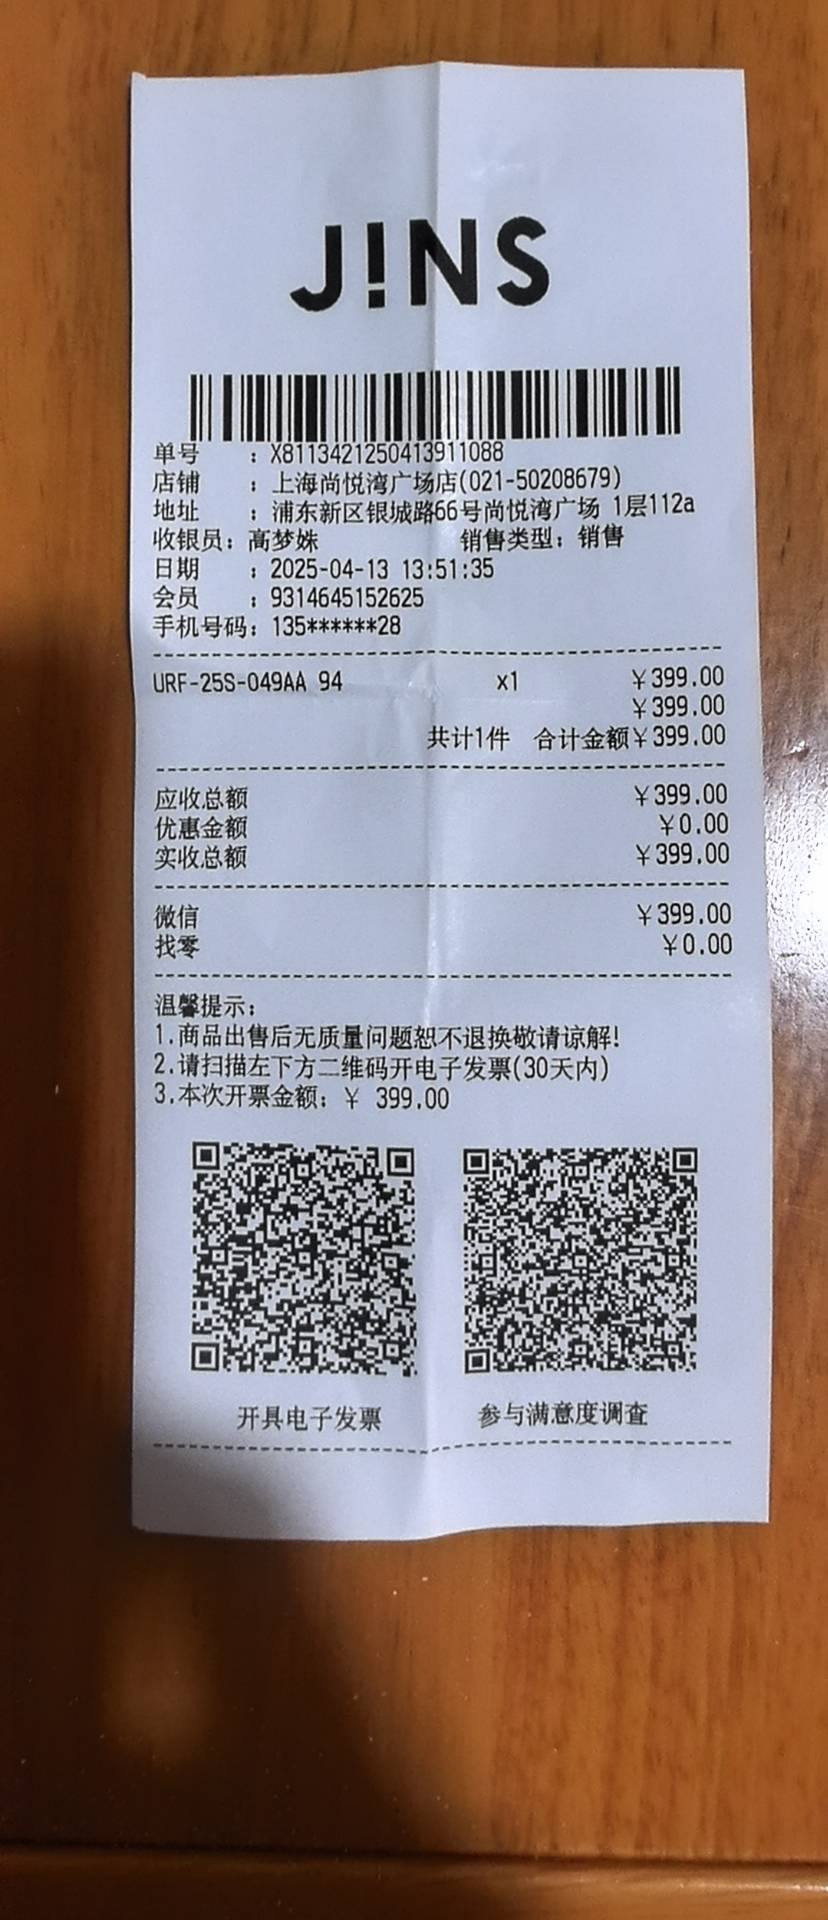 J!NS
单号 : X8113421250413911088
店铺 : 上海尚悦湾广场店(021-50208679)
地址 : 浦东新区银城路66号尚悦湾广场 1层112a
收银员: 高梦姝 销售类型: 销售
日期 : 2025-04-13 13:51:35
会员 : 9314645152625
手机号码: 135******28
URF-25S-049AA 94 x1 ￥399.00
￥399.00
共计1件 合计金额￥399.00
应收总额 ￥399.00
优惠金额 ￥0.00
实收总额 ￥399.00
微信 ￥399.00
找零 ￥0.00
温馨提示:
1.商品出售后无质量问题恕不退换敬请谅解!
2.请扫描左下方二维码开电子发票(30天内)
3.本次开票金额: ￥ 399.00
开具电子发票 参与满意度调查